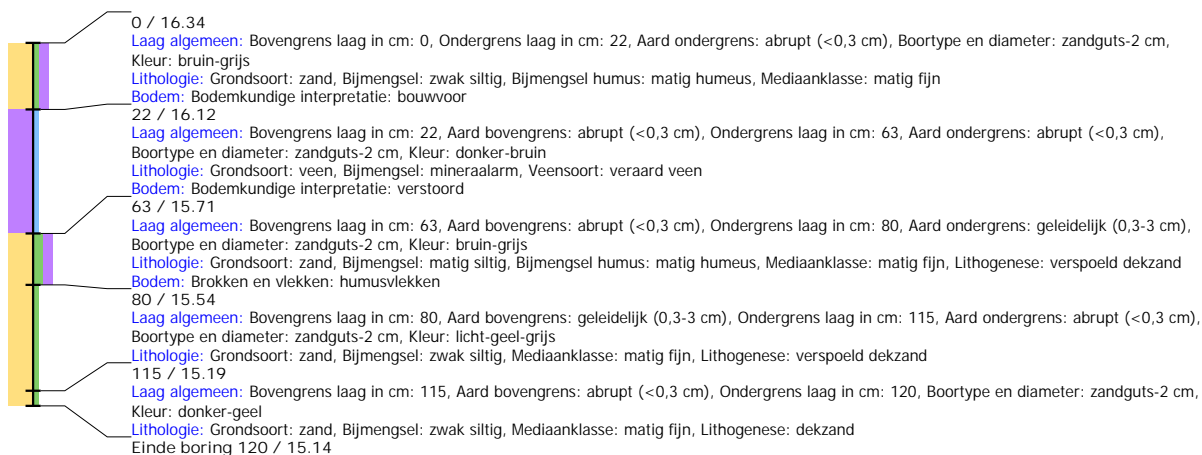 0 / 16.34
Laag algemeen: Bovengrens laag in cm: 0, Ondergrens laag in cm: 22, Aard ondergrens: abrupt (<0,3 cm), Boortype en diameter: zandguts-2 cm,
Kleur: bruin-grijs
Lithologie: Grondsoort: zand, Bijmengsel: zwak siltig, Bijmengsel humus: matig humeus, Mediaanklasse: matig fijn
Bodem: Bodemkundige interpretatie: bouwvoor
22 / 16.12
Laag algemeen: Bovengrens laag in cm: 22, Aard bovengrens: abrupt (<0,3 cm), Ondergrens laag in cm: 63, Aard ondergrens: abrupt (<0,3 cm),
Boortype en diameter: zandguts-2 cm, Kleur: donker-bruin
Lithologie: Grondsoort: veen, Bijmengsel: mineraalarm, Veensoort: veraard veen
Bodem: Bodemkundige interpretatie: verstoord
63 / 15.71
Laag algemeen: Bovengrens laag in cm: 63, Aard bovengrens: abrupt (<0,3 cm), Ondergrens laag in cm: 80, Aard ondergrens: geleidelijk (0,3-3 cm),
Boortype en diameter: zandguts-2 cm, Kleur: bruin-grijs
Lithologie: Grondsoort: zand, Bijmengsel: matig siltig, Bijmengsel humus: matig humeus, Mediaanklasse: matig fijn, Lithogenese: verspoeld dekzand
Bodem: Brokken en vlekken: humusvlekken
80 / 15.54
Laag algemeen: Bovengrens laag in cm: 80, Aard bovengrens: geleidelijk (0,3-3 cm), Ondergrens laag in cm: 115, Aard ondergrens: abrupt (<0,3 cm),
Boortype en diameter: zandguts-2 cm, Kleur: licht-geel-grijs
Lithologie: Grondsoort: zand, Bijmengsel: zwak siltig, Mediaanklasse: matig fijn, Lithogenese: verspoeld dekzand
115 / 15.19
Laag algemeen: Bovengrens laag in cm: 115, Aard bovengrens: abrupt (<0,3 cm), Ondergrens laag in cm: 120, Boortype en diameter: zandguts-2 cm,
Kleur: donker-geel
Lithologie: Grondsoort: zand, Bijmengsel: zwak siltig, Mediaanklasse: matig fijn, Lithogenese: dekzand
Einde boring 120 / 15.14